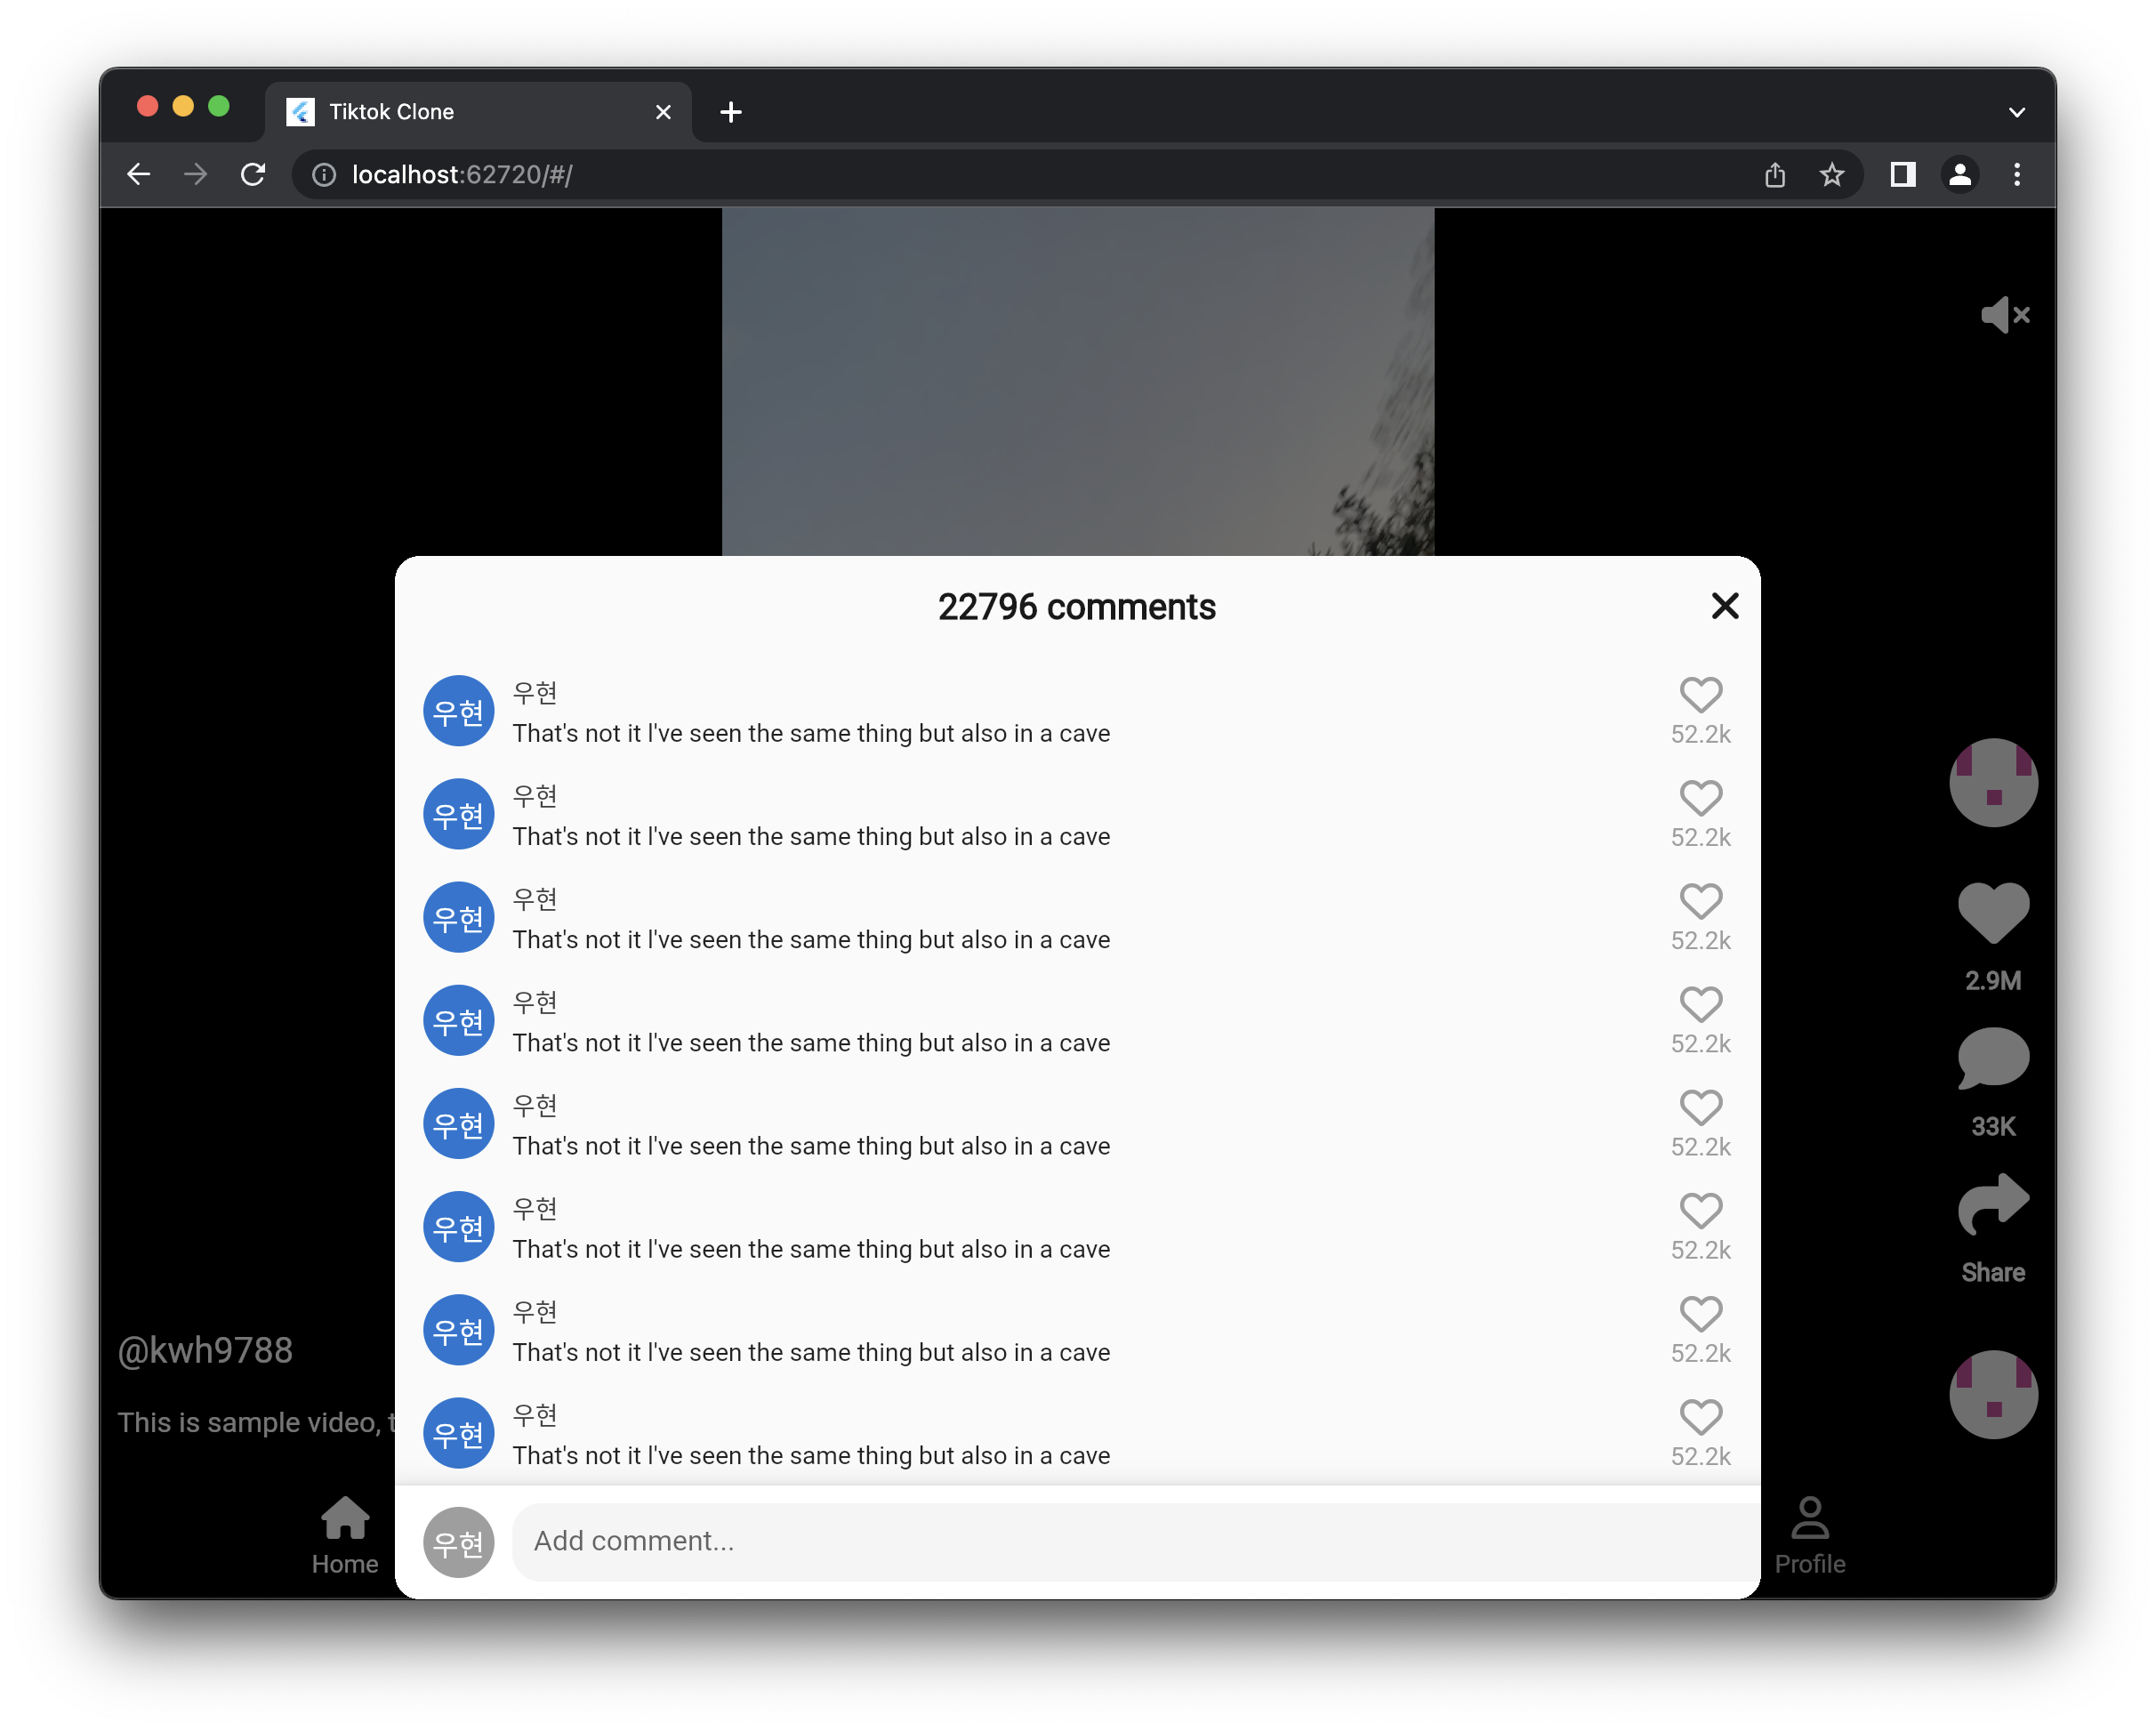 Tiktok Clone
localhost:62720/#/
22796 comments
우현
우현
That's not it l've seen the same thing but also in a cave
52.2k
우현
우현
That's not it l've seen the same thing but also in a cave
52.2k
우현
우현
That's not it l've seen the same thing but also in a cave
52.2k
우현
우현
That's not it l've seen the same thing but also in a cave
52.2k
우현
우현
That's not it l've seen the same thing but also in a cave
52.2k
우현
우현
That's not it l've seen the same thing but also in a cave
52.2k
우현
우현
That's not it l've seen the same thing but also in a cave
52.2k
우현
우현
That's not it l've seen the same thing but also in a cave
52.2k
우현
Add comment...
2.9M
33K
Share
@kwh9788
This is sample video, t
Home
Profile